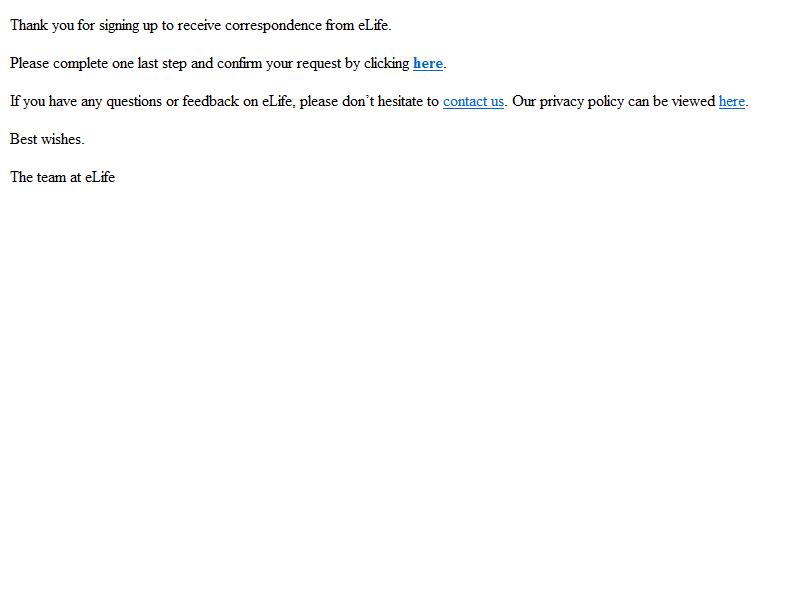 Thank you for signing up to receive correspondence from eLife.
Please complete one last step and confirm your request by clicking here.
If you have any questions or feedback on eLife, please don’t hesitate to contact us. Our privacy policy can be viewed here.
Best wishes.
The team at eLife